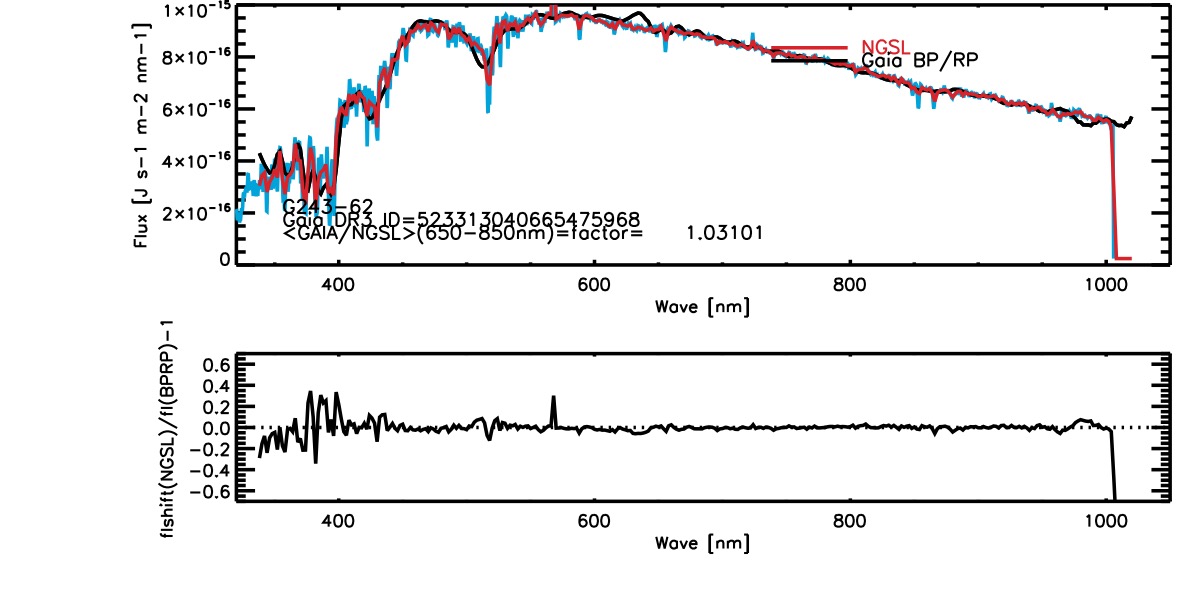 1×10−15
8×10−16
6×10−16
4×10−16
2×10−16
0
Flux [J s−1 m−2 nm−1]
NGSL
Gaia BP/RP
G243−62
Gaia DR3 ID=5233130406654759​68
<GAIA/NGSL>(650−850nm)=factor= 1.03101
400 600 800 1000
Wave [nm]
flshift(NGSL)/fl(BPRP)−1
0.6
0.4
0.2
0.0
−0.2
−0.4
−0.6
400 600 800 1000
Wave [nm]